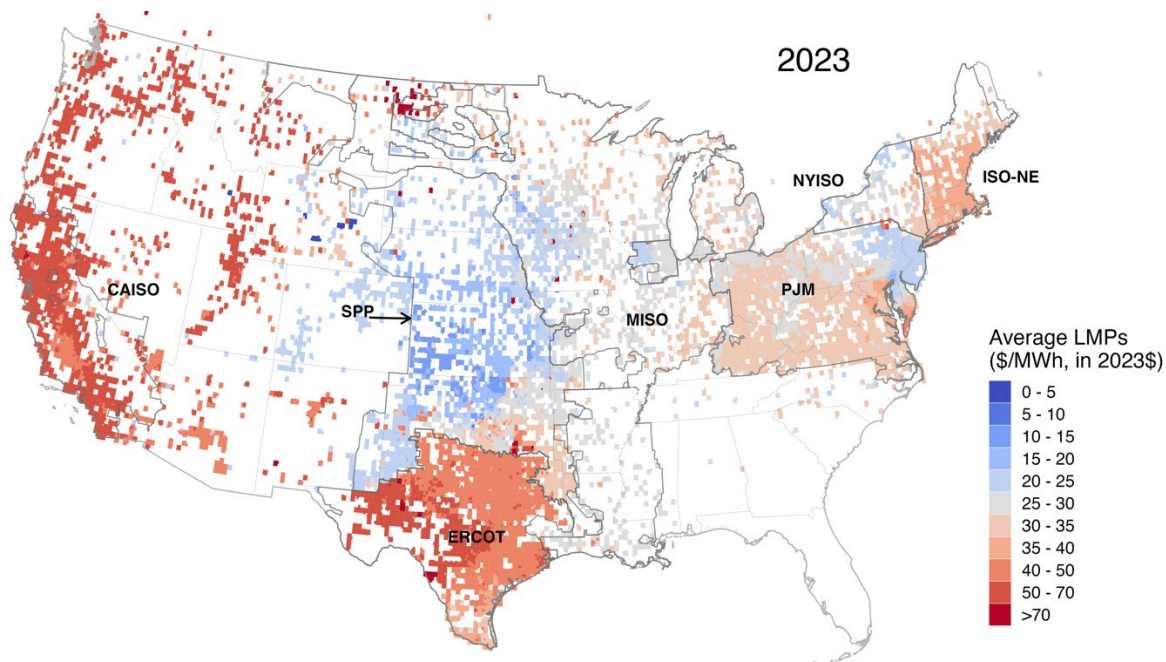 2023
NYISO
ISO-NE
CAISO
PJM
SPP
MISO
ERCOT
Average LMPs
($/MWh, in 2023$)
0 - 5
5 - 10
10 - 15
15 - 20
20 - 25
25 - 30
30 - 35
35 - 40
40 - 50
50 - 70
>70